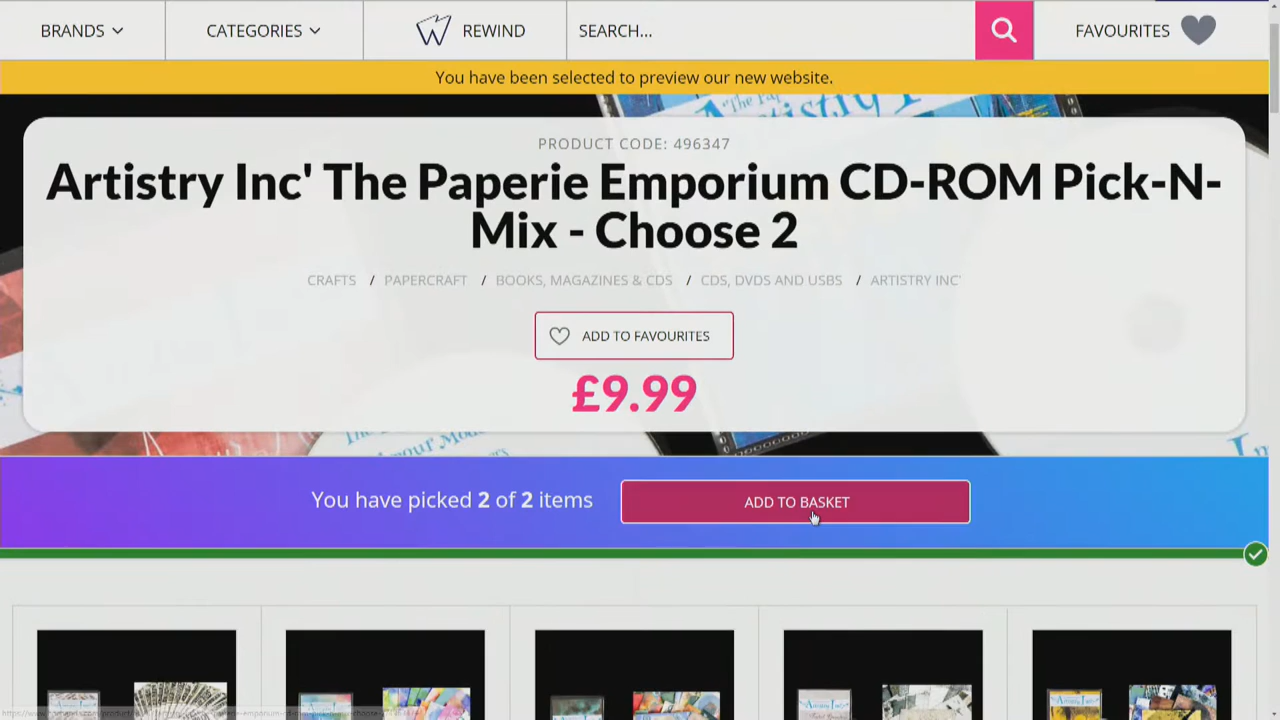 BRANDS
CATEGORIES
REWIND
SEARCH...
FAVOURITES
You have been selected to preview our new website.
PRODUCT CODE: 496347
Artistry Inc' The Paperie Emporium CD-ROM Pick-N-
Mix - Choose 2
CRAFTS / PAPERCRAFT / BOOKS, MAGAZINES & CDS / CDS, DVDS AND USBS / ARTISTRY INC'
ADD TO FAVOURITES
£9.99
You have picked 2 of 2 items
ADD TO BASKET